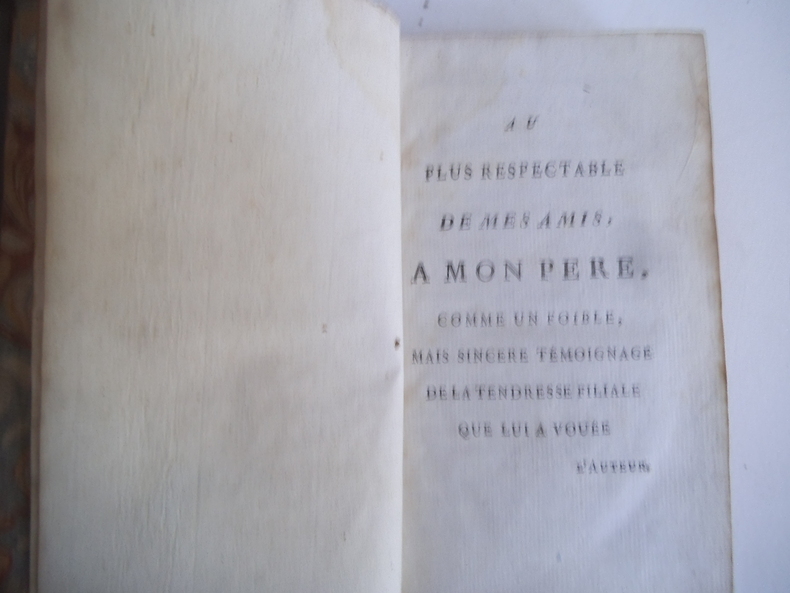 AU
PLUS RESPECTABLE
DE MES AMIS,
A MON PERE,
COMME UN FOIBLE,
MAIS SINCERE TÉMOIGNAGE
DE LA TENDRESSE FILIALE
QUE LUI A VOUÉE
L'AUTEUR.